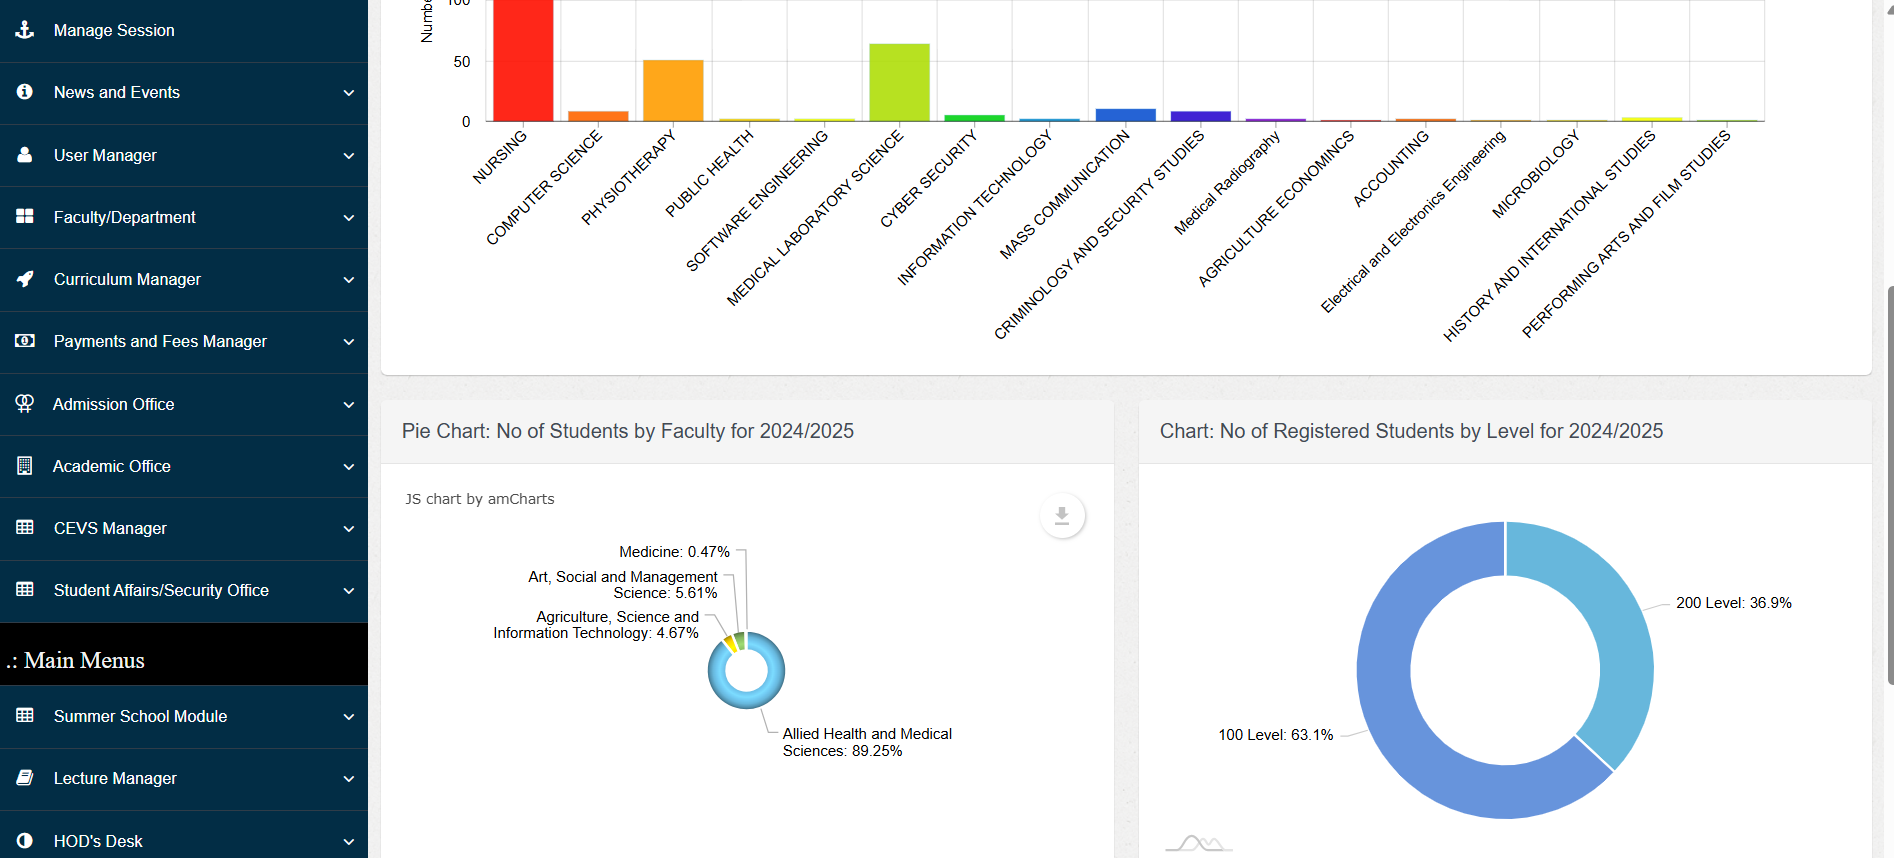 Manage Session
News and Events
User Manager
Faculty/Department
Curriculum Manager
Payments and Fees Manager
Admission Office
Academic Office
CEVS Manager
Student Affairs/Security Office
.: Main Menus
Summer School Module
Lecture Manager
HOD's Desk
100
50
0
NURSING
COMPUTER SCIENCE
PHYSIOTHERAPY
PUBLIC HEALTH
SOFTWARE ENGINEERING
MEDICAL LABORATORY SCIENCE
CYBER SECURITY
INFORMATION TECHNOLOGY
MASS COMMUNICATION
CRIMINOLOGY AND SECURITY STUDIES
Medical Radiography
AGRICULTURE ECONOMINCS
ACCOUNTING
Electrical and Electronics Engineering
MICROBIOLOGY
HISTORY AND INTERNATIONAL STUDIES
PERFORMING ARTS AND FILM STUDIES
Pie Chart: No of Students by Faculty for 2024/2025
JS chart by amCharts
Medicine: 0.47%
Art, Social and Management
Science: 5.61%
Agriculture, Science and
Information Technology: 4.67%
Allied Health and Medical
Sciences: 89.25%
Chart: No of Registered Students by Level for 2024/2025
200 Level: 36.9%
100 Level: 63.1%